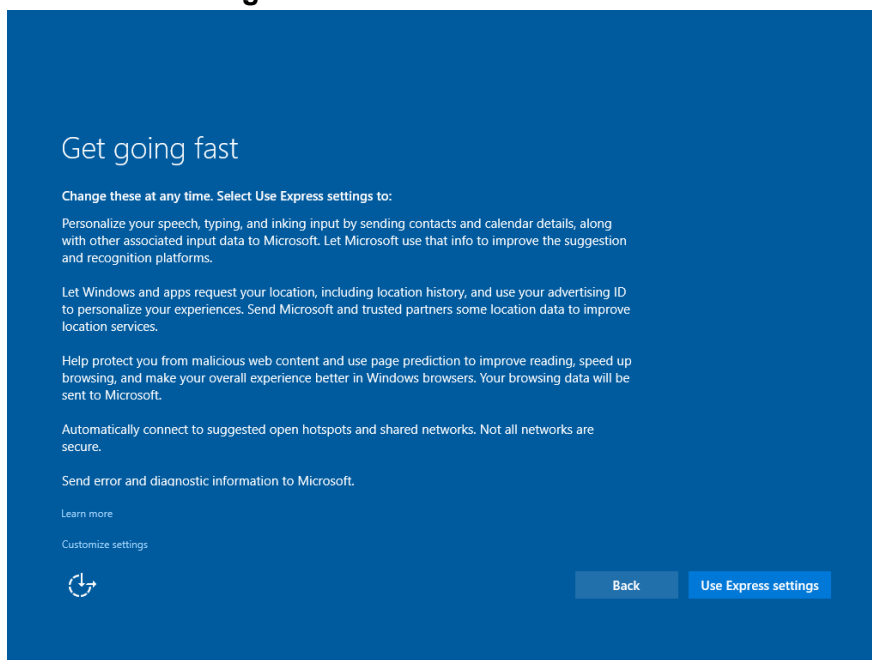 Get going fast
Change these at any time. Select Use Express settings to:
Personalize your speech, typing, and inking input by sending contacts and calendar details, along
with other associated input data to Microsoft. Let Microsoft use that info to improve the suggestion
and recognition platforms.
Let Windows and apps request your location, including location history, and use your advertising ID
to personalize your experiences. Send Microsoft and trusted partners some location data to improve
location services.
Help protect you from malicious web content and use page prediction to improve reading, speed up
browsing, and make your overall experience better in Windows browsers. Your browsing data will be
sent to Microsoft.
Automatically connect to suggested open hotspots and shared networks. Not all networks are
secure.
Send error and diagnostic information to Microsoft.
Learn more
Customize settings
Back Use Express settings